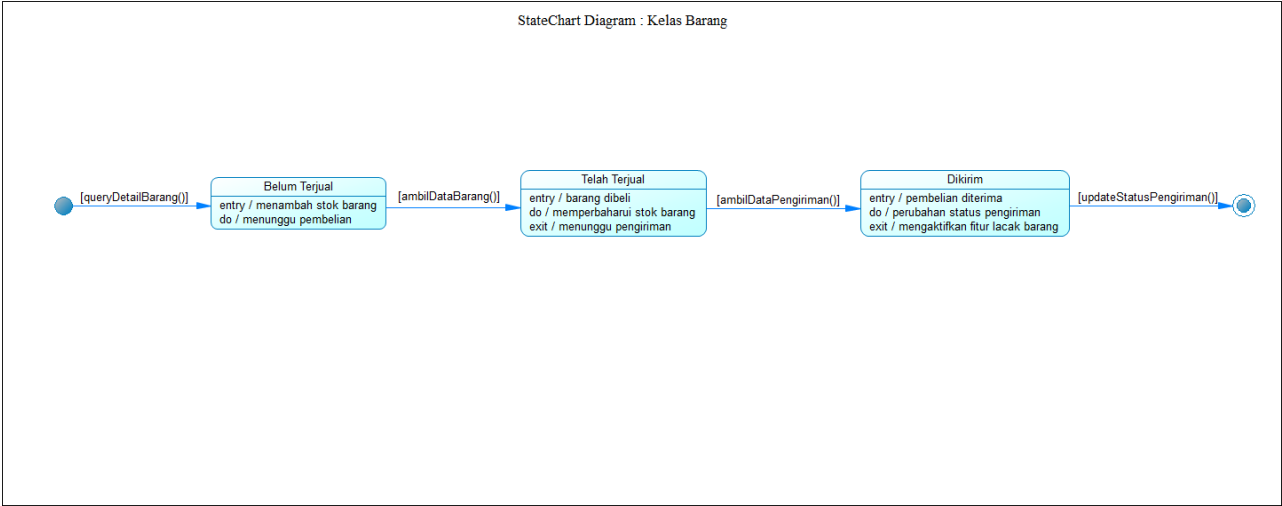 StateChart Diagram : Kelas Barang
[queryDetailBarang()]
Belum Terjual
entry / menambah stok barang
do / menunggu pembelian
[ambilDataBarang()]
Telah Terjual
entry / barang dibeli
do / memperbaharui stok barang
exit / menunggu pengiriman
[ambilDataPengiriman()]
Dikirim
entry / pembelian diterima
do / perubahan status pengiriman
exit / mengaktifkan fitur lacak barang
[updateStatusPengiriman()]